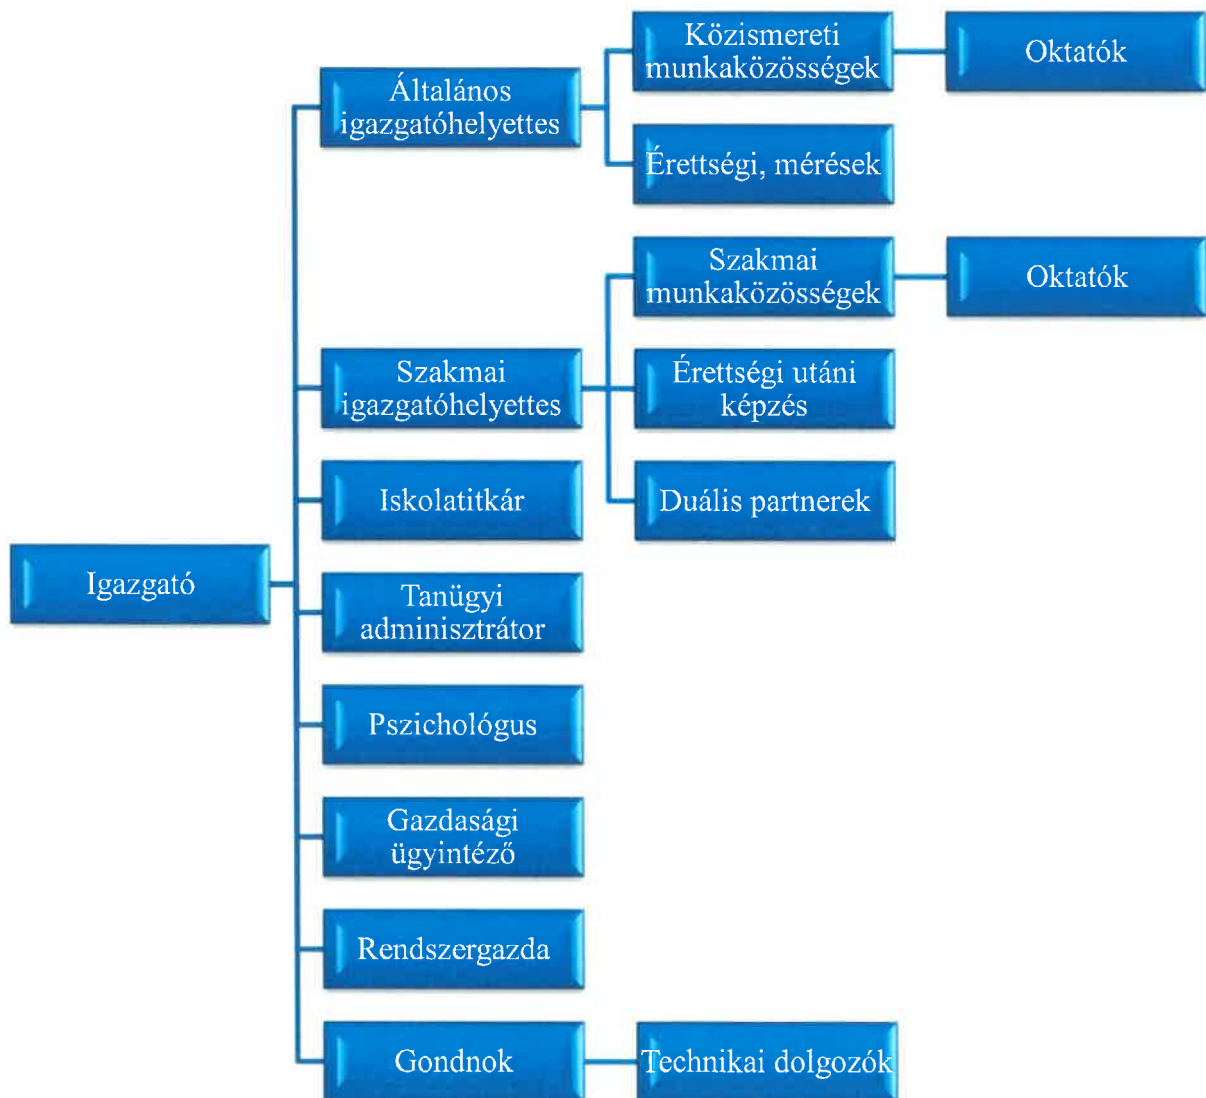 Közismereti
munkaközösségek
Oktatók
Általános
igazgatóhelyettes
Érettségi, mérések
Szakmai
munkaközösségek
Oktatók
Szakmai
igazgatóhelyettes
Érettségi utáni
képzés
Iskolatitkár
Duális partnerek
Igazgató
Tanügyi
adminisztrátor
Pszichológus
Gazdasági
ügyintéző
Rendszergazda
Gondnok
Technikai dolgozók